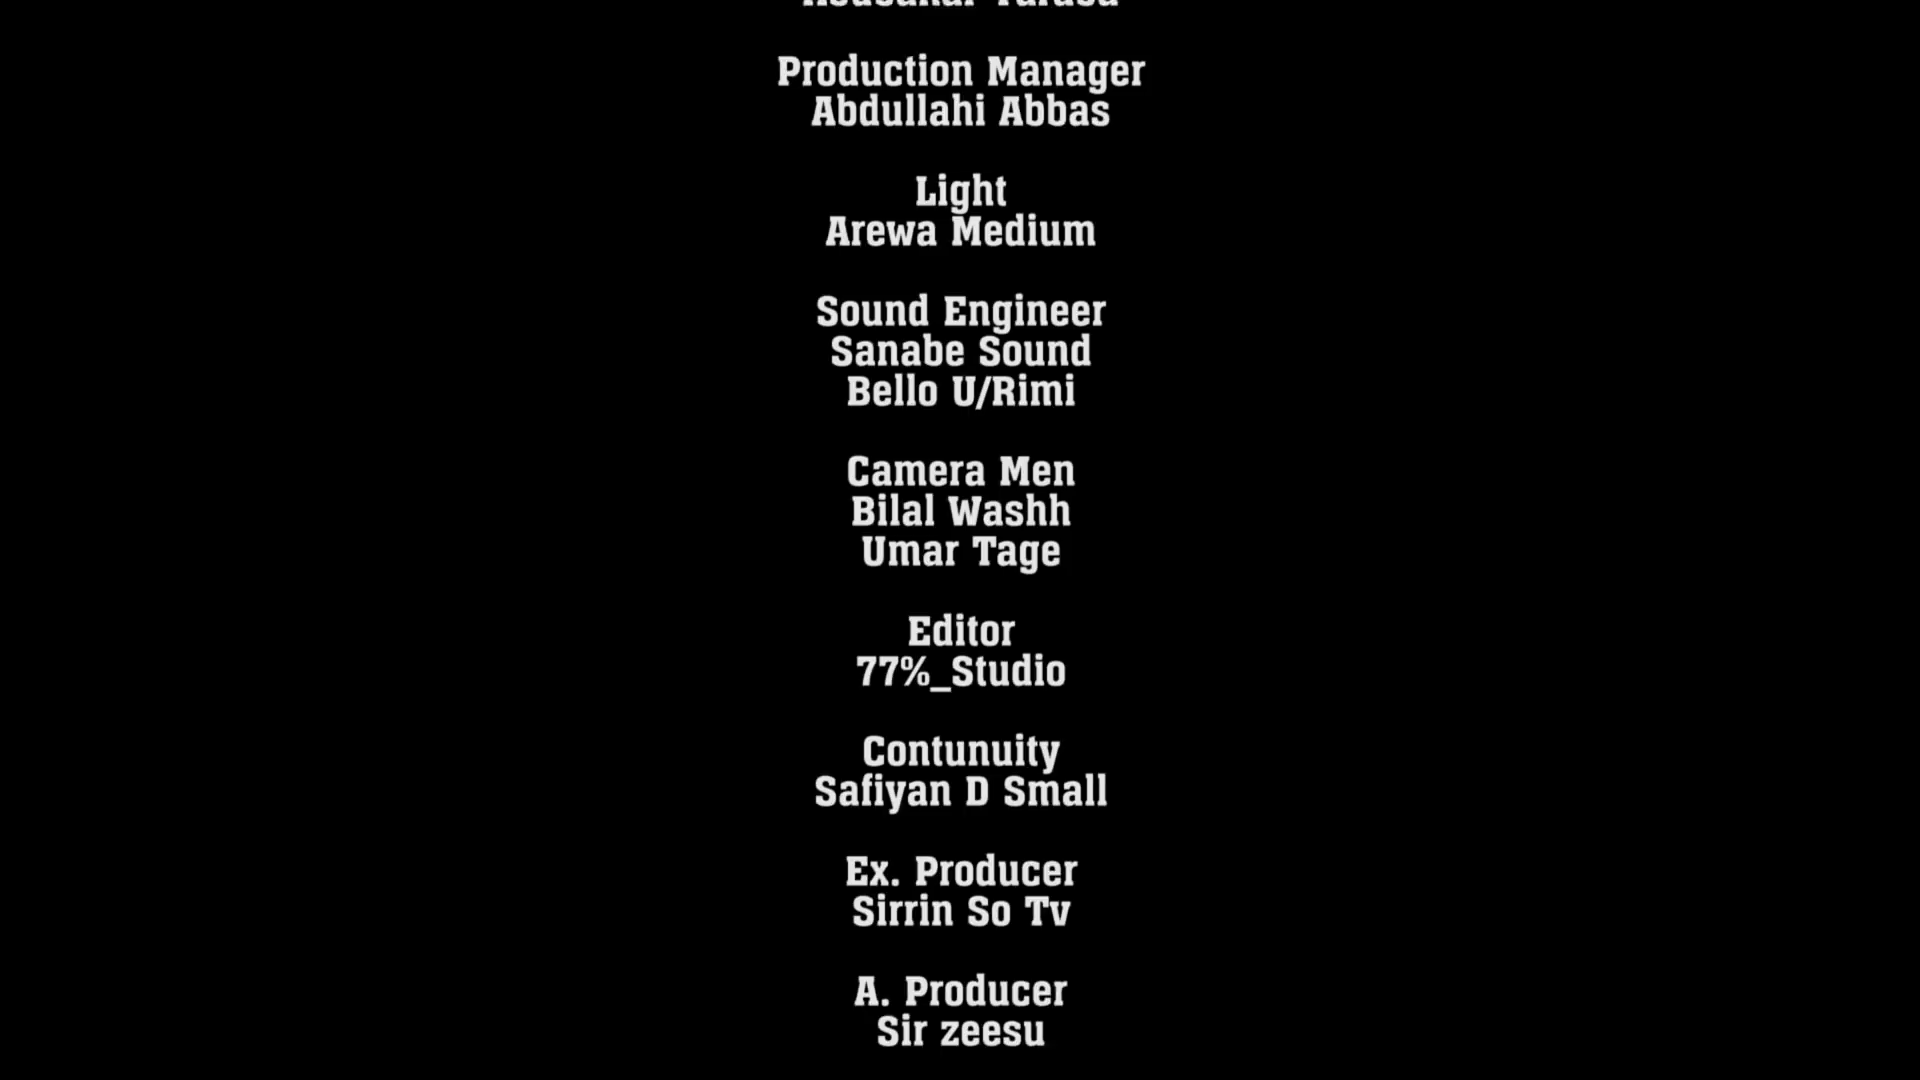 Production Manager
Abdullahi Abbas
Light
Arewa Medium
Sound Engineer
Sanabe Sound
Bello U/Rimi
Camera Men
Bilal Washh
Umar Tage
Editor
77%_Studio
Contunuity
Safiyan D Small
Ex. Producer
Sirrin So Tv
A. Producer
Sir zeesu